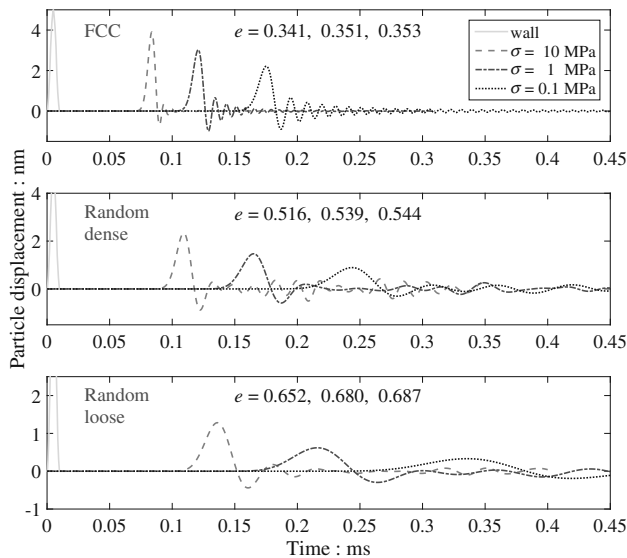 FCC
e = 0.341, 0.351, 0.353
wall
σ = 10 MPa
σ = 1 MPa
σ = 0.1 MPa
4
2
0
0 0.05 0.1 0.15 0.2 0.25 0.3 0.35 0.4 0.45
Particle displacement : nm
Random
dense
e = 0.516, 0.539, 0.544
4
2
0
0 0.05 0.1 0.15 0.2 0.25 0.3 0.35 0.4 0.45
Random
loose
e = 0.652, 0.680, 0.687
2
1
0
-1
0 0.05 0.1 0.15 0.2 0.25 0.3 0.35 0.4 0.45
Time : ms